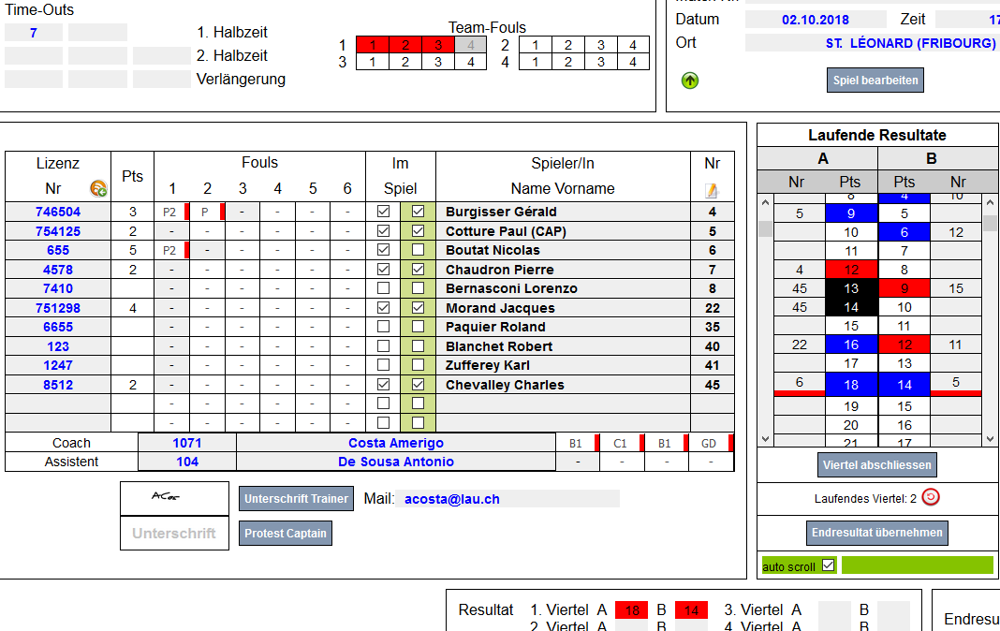 Time-Outs
7
1. Halbzeit
2. Halbzeit
Verlängerung
Team-Fouls
1 1 2 3 4 2 1 2 3 4
3 1 2 3 4 4 1 2 3 4
Datum 02.10.2018 Zeit 17
Ort ST. LÉONARD (FRIBOURG)
Spiel bearbeiten
Lizenz Nr Pts Fouls Im Spiel Spieler/In Name Vorname Nr
1 2 3 4 5 6
746504 3 P2 P - - - - Burgisser Gérald 4
754125 2 - - - - - - Cotture Paul (CAP) 5
655 5 P2 - - - - - Boutat Nicolas 6
4578 2 - - - - - - Chaudron Pierre 7
7410 - - - - - - Bernasconi Lorenzo 8
751298 4 - - - - - - Morand Jacques 22
6655 - - - - - - Paquier Roland 35
123 - - - - - - Blanchet Robert 40
1247 - - - - - - Zufferey Karl 41
8512 2 - - - - - - Chevalley Charles 45
- - - - - -
- - - - - -
Coach 1071 Costa Amerigo B1 C1 B1 GD
Assistent 104 De Sousa Antonio - - - -
Unterschrift Trainer Mail: acosta@lau.ch
Unterschrift Protest Captain
Laufende Resultate
A B
Nr Pts Pts Nr
8 4 10
5 9 5
10 6 12
11 7
4 12 8
45 13 9 15
45 14 10
15 11
22 16 12 11
17 13
6 18 14 5
19 15
20 16
21 17
Viertel abschliessen
Laufendes Viertel: 2
Endresultat übernehmen
auto scroll
Resultat 1. Viertel A 18 B 14 3. Viertel A B
2. Viertel A B 4. Viertel A B
Endresu